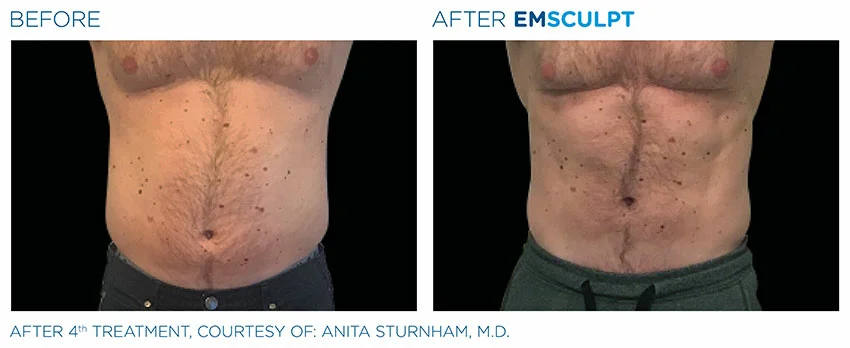 BEFORE
AFTER EMSCULPT
AFTER 4th TREATMENT, COURTESY OF: ANITA STURNHAM, M.D.